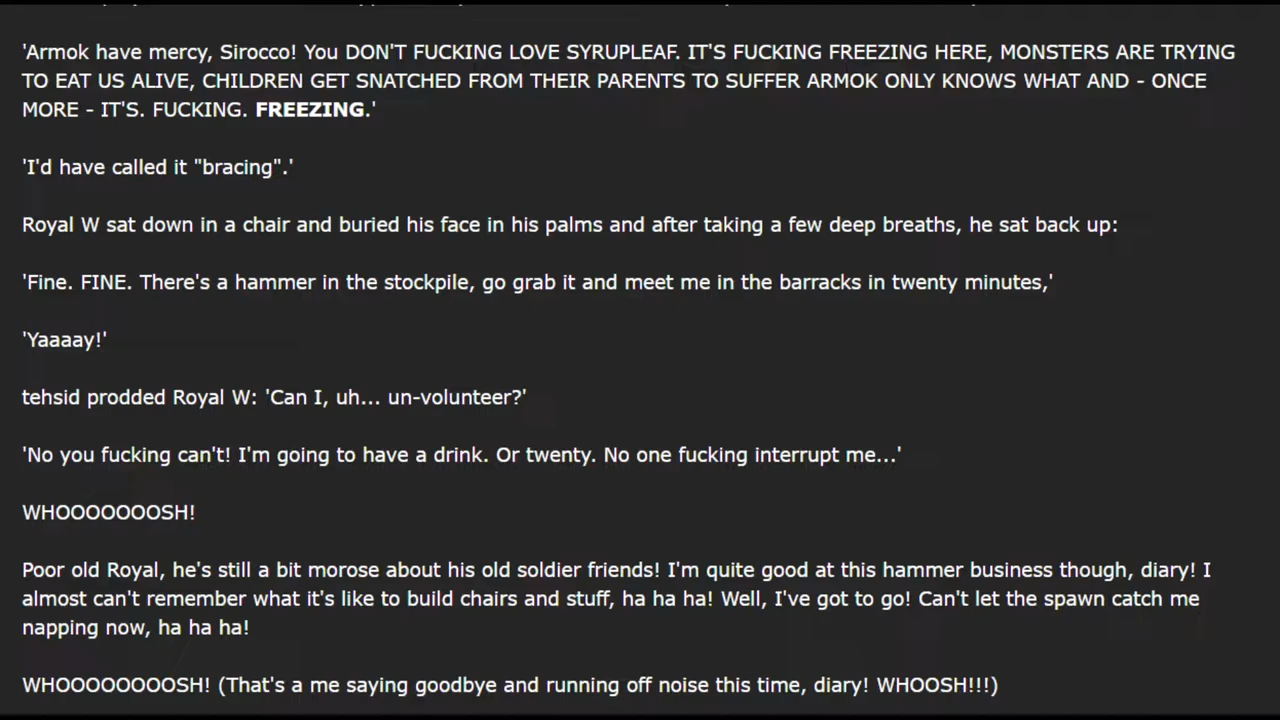 'Armok have mercy, Sirocco! You DON'T FUCKING LOVE SYRUPLEAF. IT'S FUCKING FREEZING HERE, MONSTERS ARE TRYING
TO EAT US ALIVE, CHILDREN GET SNATCHED FROM THEIR PARENTS TO SUFFER ARMOK ONLY KNOWS WHAT AND - ONCE
MORE - IT'S. FUCKING. FREEZING.'
'I'd have called it "bracing".'
Royal W sat down in a chair and buried his face in his palms and after taking a few deep breaths, he sat back up:
'Fine. FINE. There's a hammer in the stockpile, go grab it and meet me in the barracks in twenty minutes,'
'Yaaaay!'
tehsid prodded Royal W: 'Can I, uh... un-volunteer?'
'No you fucking can't! I'm going to have a drink. Or twenty. No one fucking interrupt me...'
WHOOOOOOOSH!
Poor old Royal, he's still a bit morose about his old soldier friends! I'm quite good at this hammer business though, diary! I
almost can't remember what it's like to build chairs and stuff, ha ha ha! Well, I've got to go! Can't let the spawn catch me
napping now, ha ha ha!
WHOOOOOOOOSH! (That's a me saying goodbye and running off noise this time, diary! WHOOSH!!!)